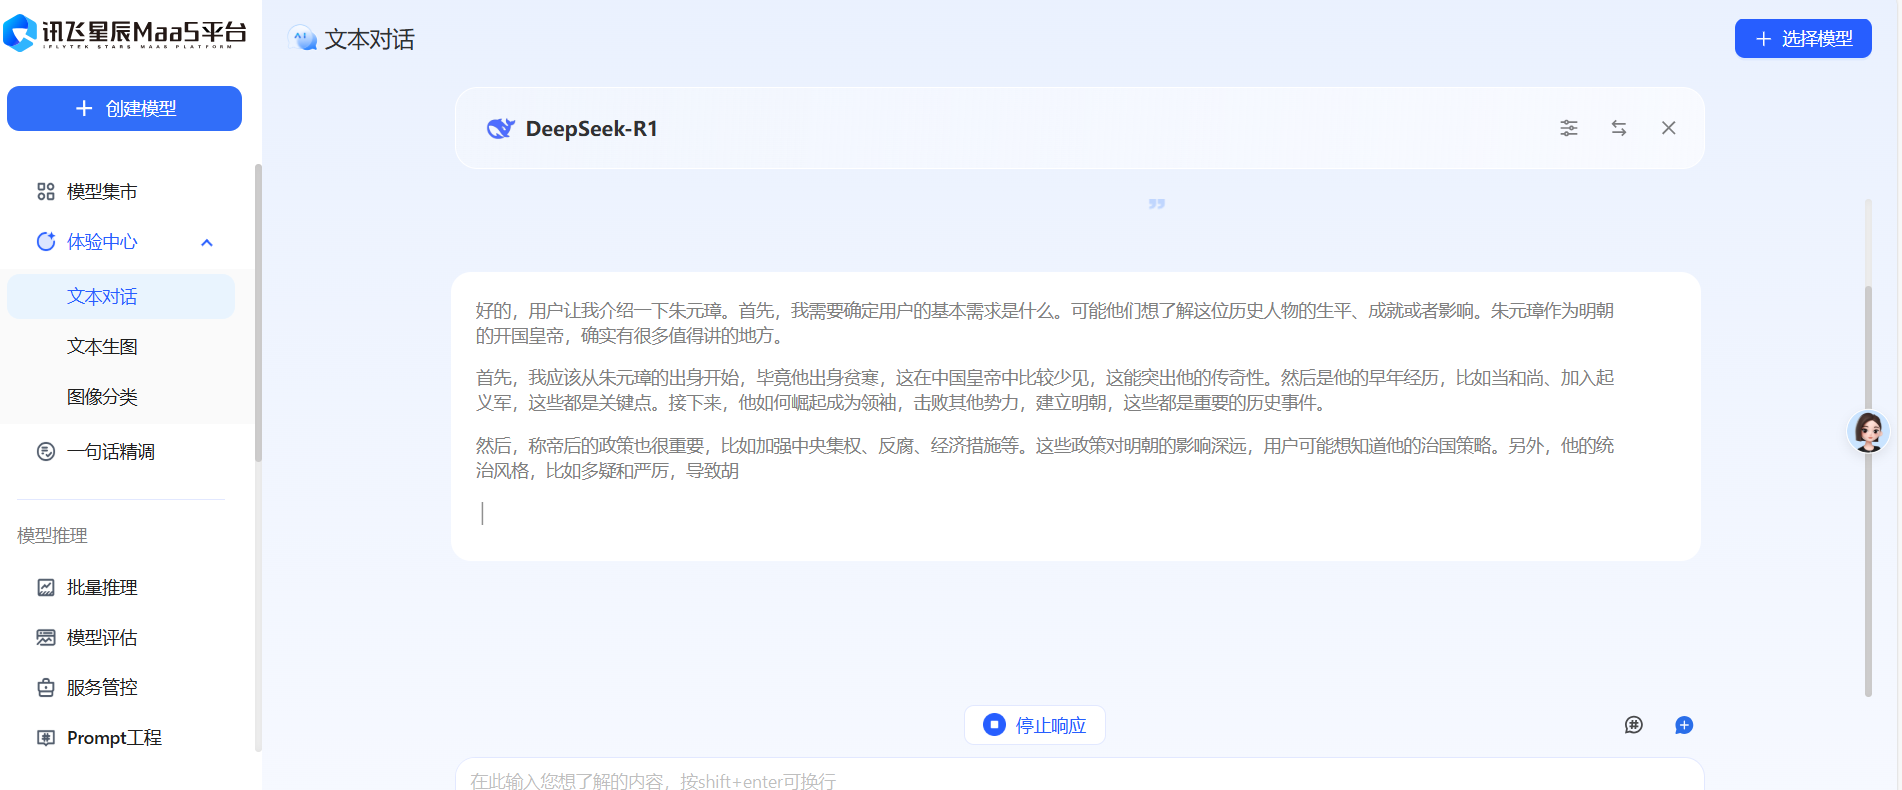 讯飞星辰MaaS平台
IFLYTEK STARS MAAS PLATFORM
创建模型
模型集市
体验中心
文本对话
文本生图
图像分类
一句话精调
模型推理
批量推理
模型评估
服务管控
Prompt工程
文本对话
选择模型
DeepSeek-R1
”
好的，用户让我介绍一下朱元璋。首先，我需要确定用户的基本需求是什么。可能他们想了解这位历史人物的生平、成就或者影响。朱元璋作为明朝
的开国皇帝，确实有很多值得讲的地方。
首先，我应该从朱元璋的出身开始，毕竟他出身贫寒，这在中国皇帝中比较少见，这能突出他的传奇性。然后是他的早年经历，比如当和尚、加入起
义军，这些都是关键点。接下来，他如何崛起成为领袖，击败其他势力，建立明朝，这些都是重要的历史事件。
然后，称帝后的政策也很重要，比如加强中央集权、反腐、经济措施等。这些政策对明朝的影响深远，用户可能想知道他的治国策略。另外，他的统
治风格，比如多疑和严厉，导致胡
停止响应
在此输入您想了解的内容，按shift+enter可换行